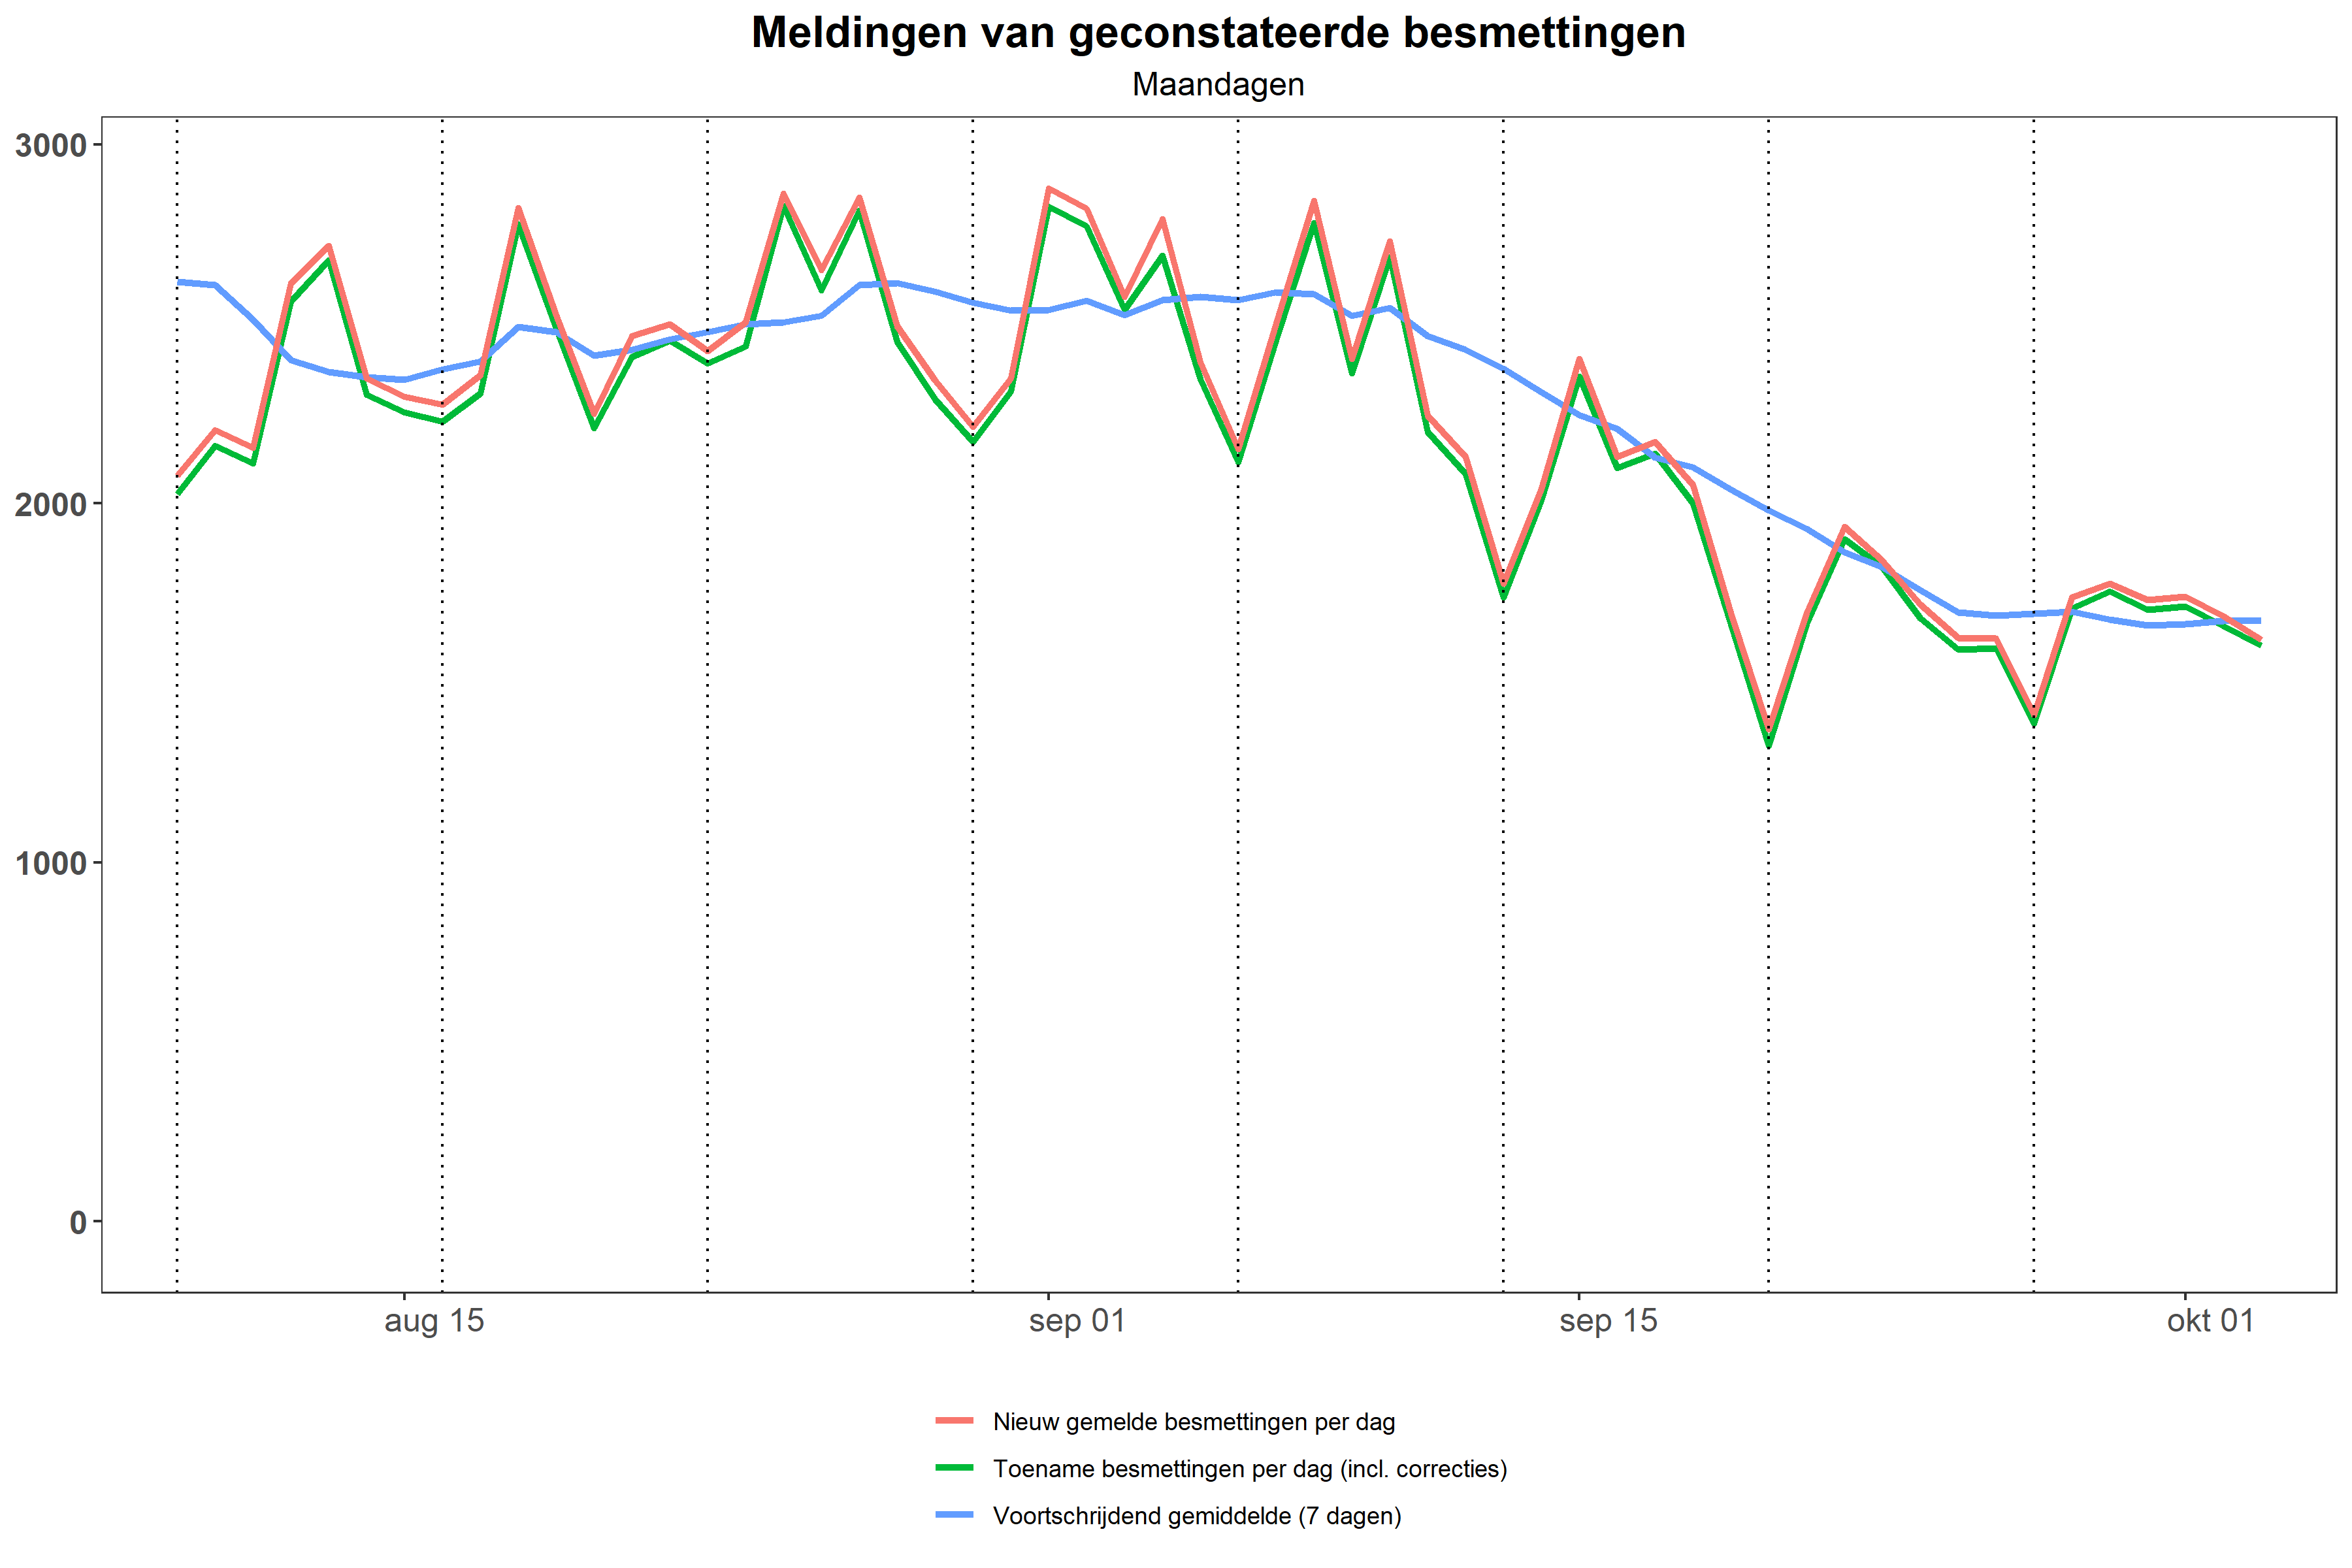 Meldingen van geconstateerde besmettingen
Maandagen
3000
2000
1000
0
aug 15
sep 01
sep 15
okt 01
Nieuw gemelde besmettingen per dag
Toename besmettingen per dag (incl. correcties)
Voortschrijdend gemiddelde (7 dagen)